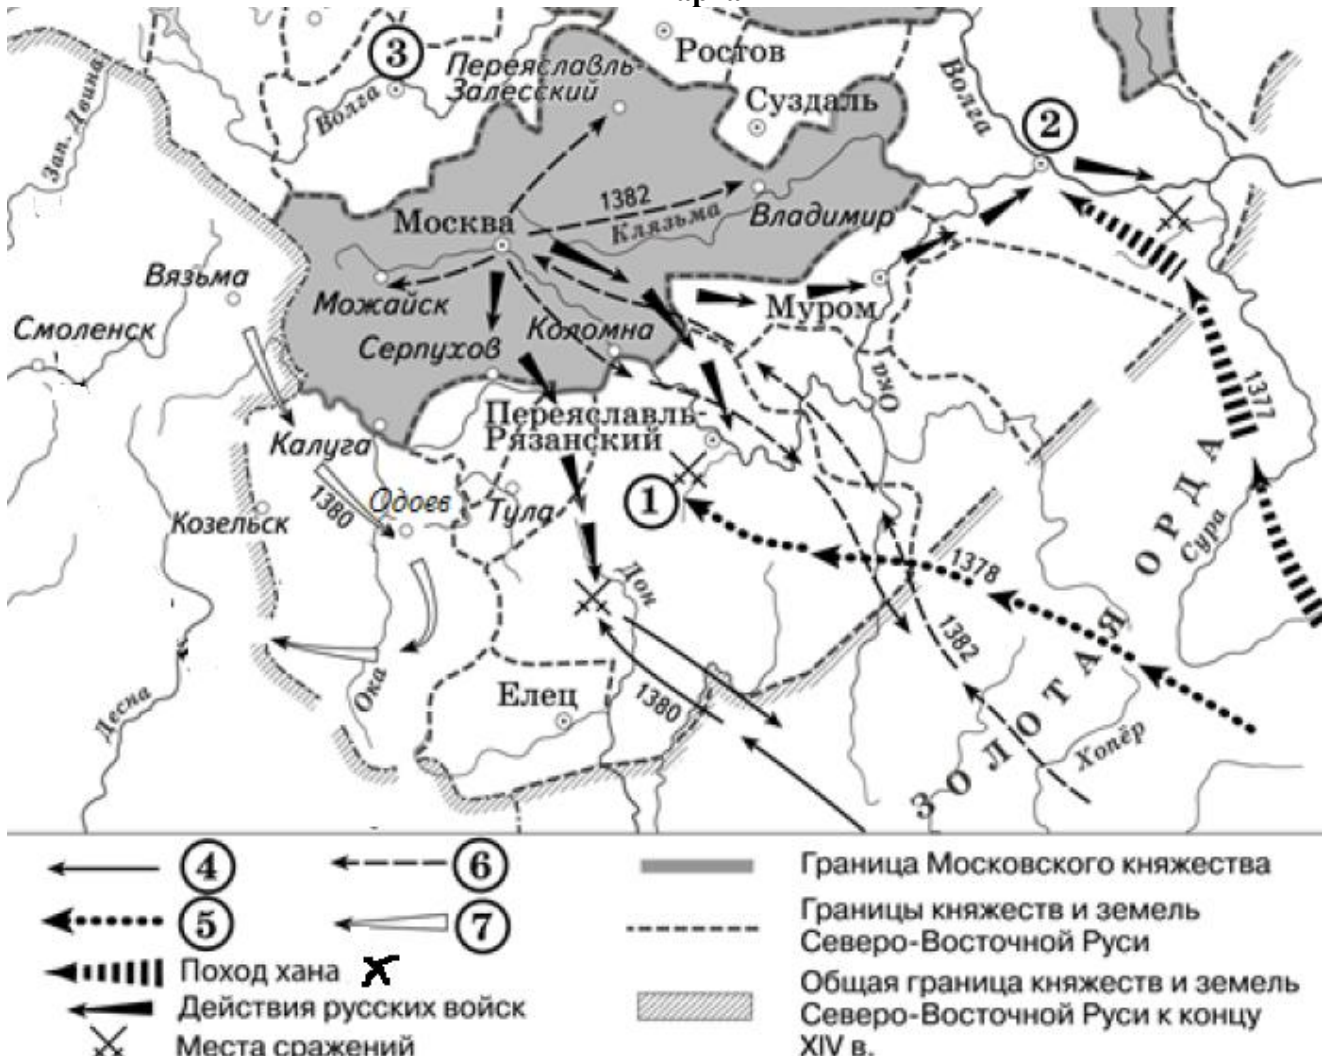 3
Переяславль-
Залесский
Ростов
Суздаль
Волга
Зап. Двина
Волга
2
1382
Москва
Клязьма
Владимир
Вязьма
Можайск
Муром
Смоленск
Коломна
Серпухов
Ока
1377
Переяславль-
Рязанский
Калуга
1380
Одоев
Тула
1
Козельск
ЗОЛОТАЯ ОРДА
Сура
1378
Дон
1382
Ока
Елец
1380
Десна
Хопёр
4
6
Граница Московского княжества
5
7
Границы княжеств и земель
Северо-Восточной Руси
Поход хана X
Действия русских войск
Общая граница княжеств и земель
Северо-Восточной Руси к концу
XIV в.
Места сражений